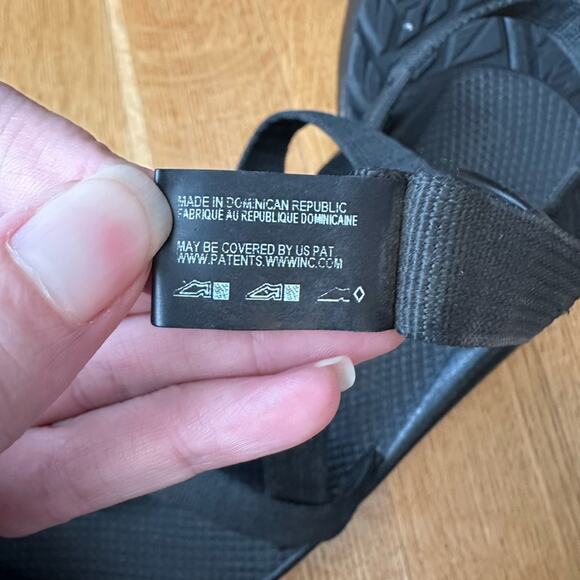 MADE IN DOMINICAN REPUBLIC
FABRIQUE AU REPUBLIQUE DOMINICAINE
MAY BE COVERED BY US PAT
WWW.PATENTS.WWWINC.COM